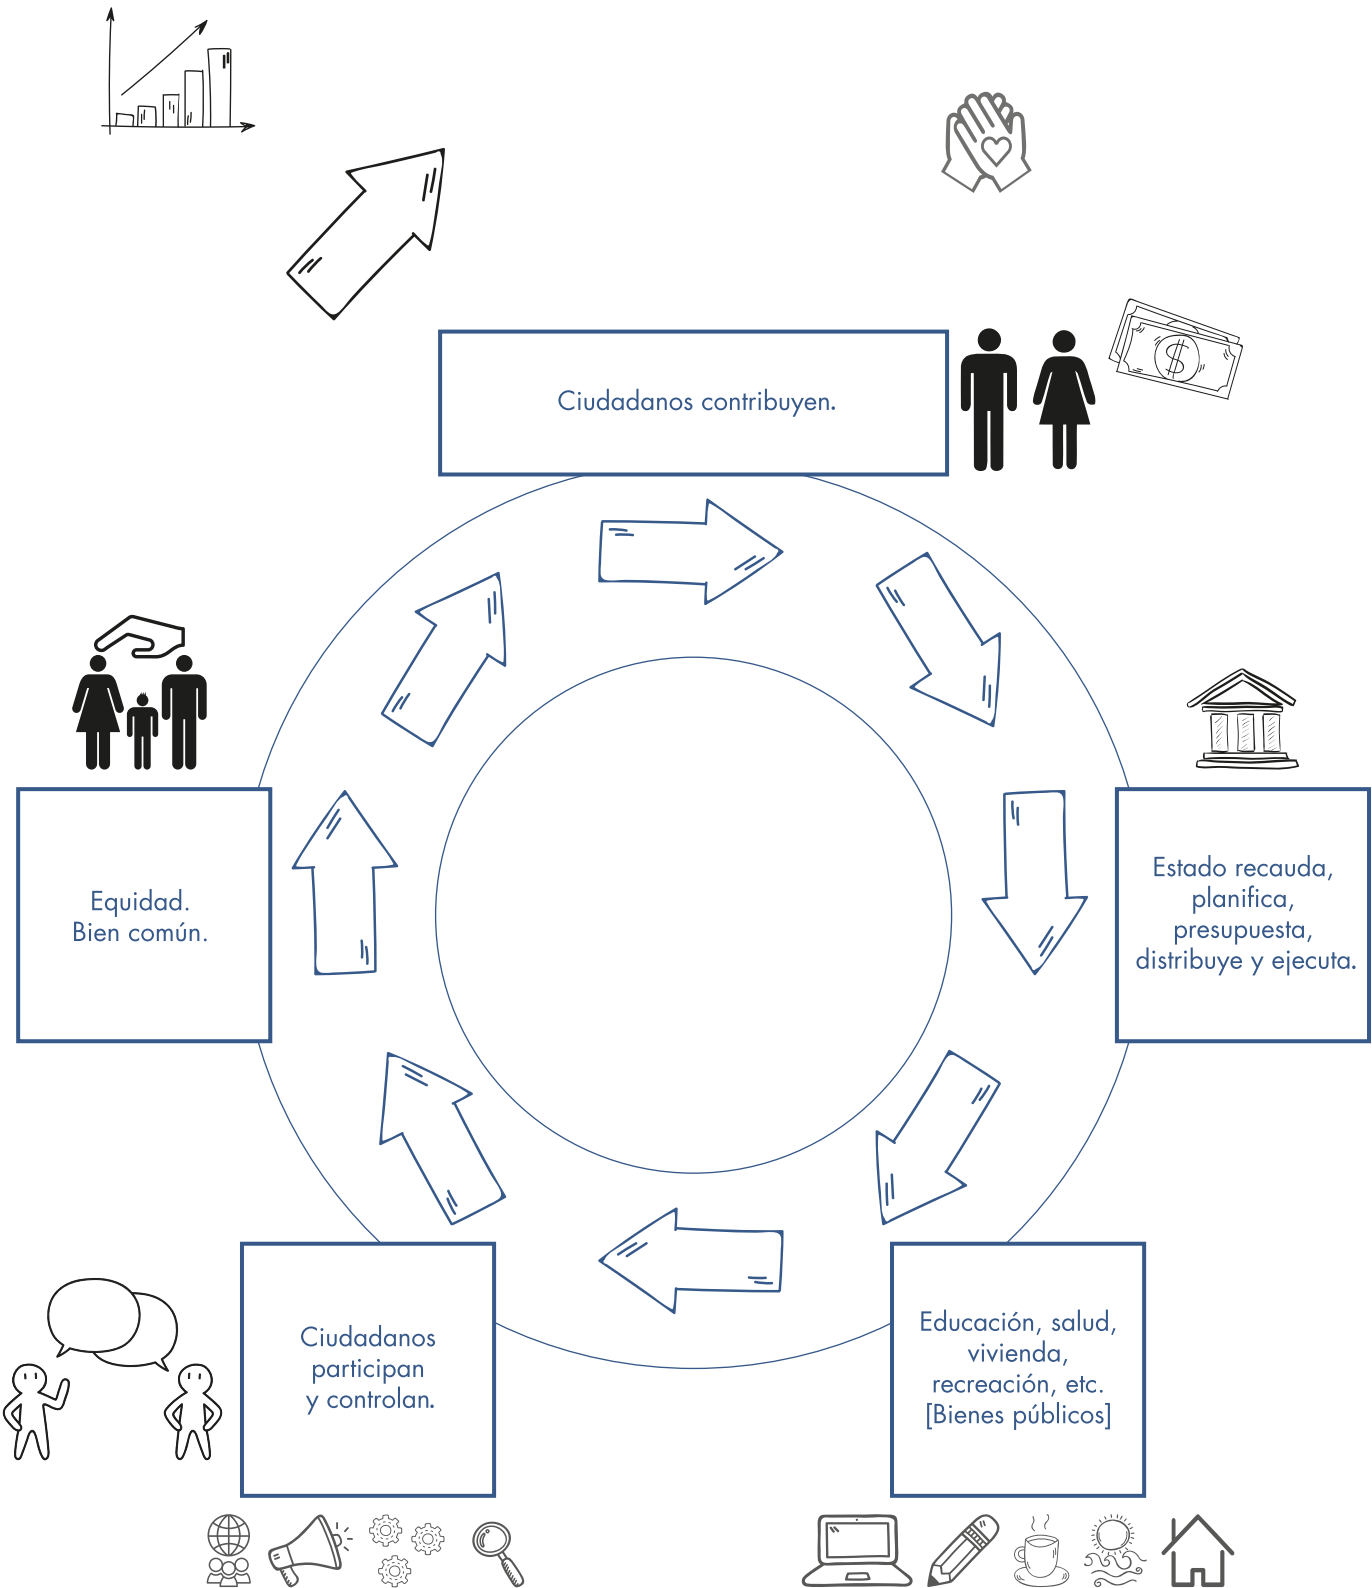 Ciudadanos contribuyen.
Estado recauda,
planifica,
presupuesta,
distribuye y ejecuta.
Educación, salud,
vivienda,
recreación, etc.
[Bienes públicos]
Ciudadanos
participan
y controlan.
Equidad.
Bien común.
$